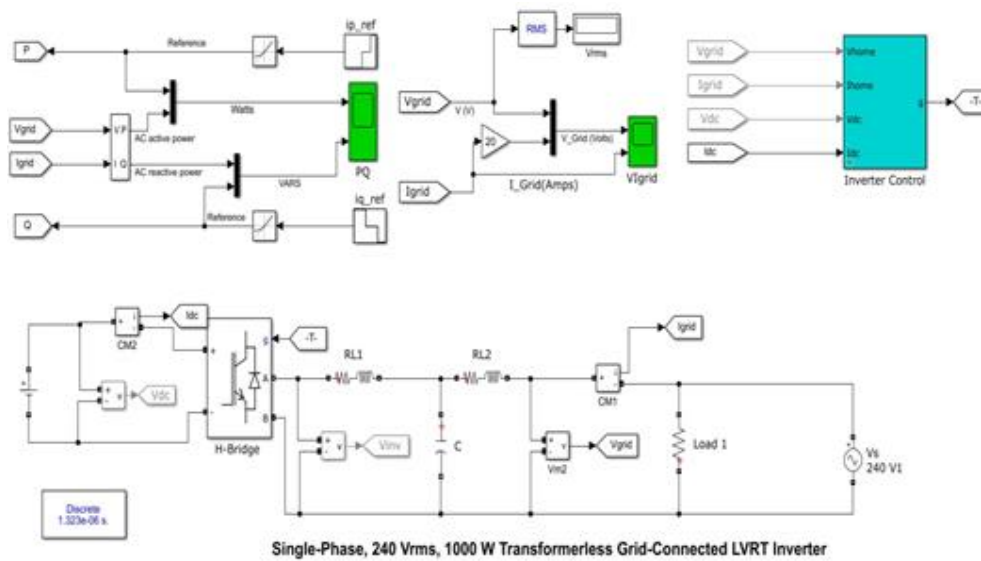 P
Reference
ip_ref
Vgrid
Igrid
V P
I Q
AC active power
AC reactive power
Watts
VARS
PQ
Q
Reference
iq_ref
RMS
Vrms
Vgrid
V (V)
20
V_Grid (Volts)
Igrid
I_Grid(Amps)
VIgrid
Vgrid
Igrid
Vdc
Idc
Vhome
Ihome
Vdc
Idc
g
-T-
Inverter Control
CM2
Idc
-T-
g
A
B
H-Bridge
v
Vdc
RL1
RL2
CM1
Igrid
v
Vinv
C
v
Vm2
Vgrid
Load 1
Vs
240 V1
Discrete
1.323e-06 s.
Single-Phase, 240 Vrms, 1000 W Transformerless Grid-Connected LVRT Inverter